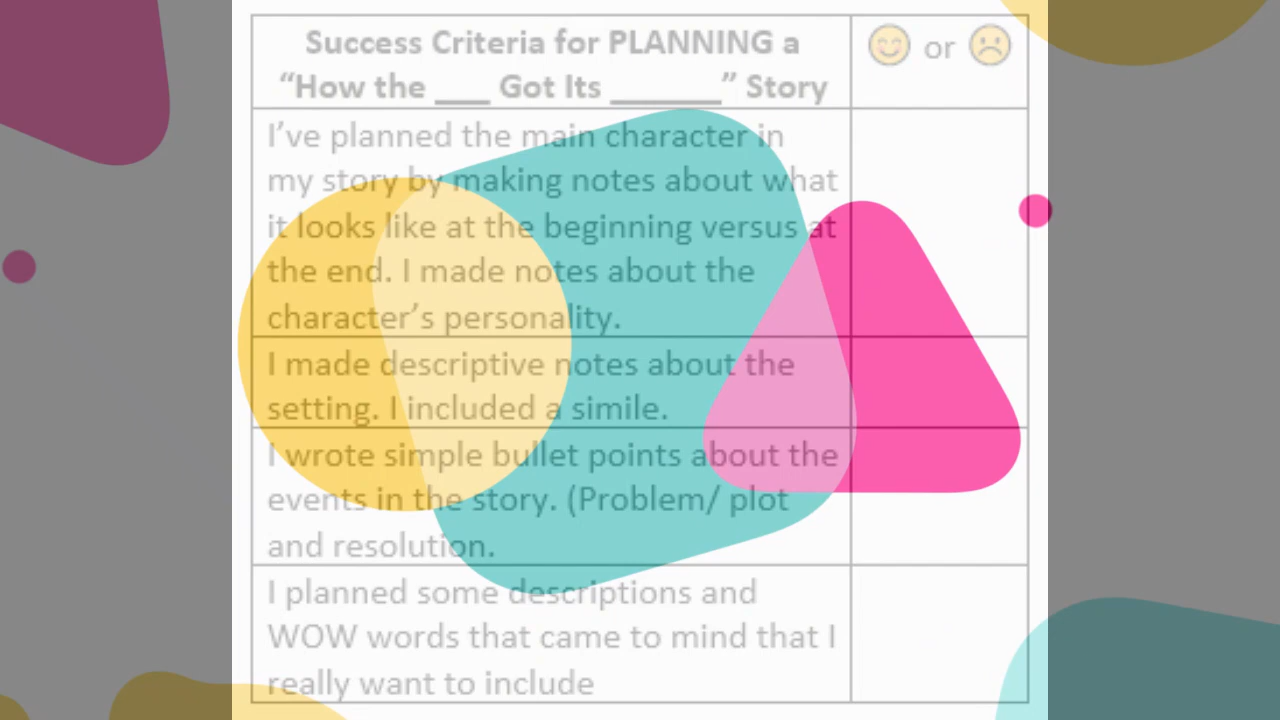 Success Criteria for PLANNING a
“How the ___ Got Its ______” Story
😊 or ☹
I’ve planned the main character in
my story by making notes about what
it looks like at the beginning versus at
the end. I made notes about the
character’s personality.
I made descriptive notes about the
setting. I included a simile.
I wrote simple bullet points about the
events in the story. (Problem/ plot
and resolution.
I planned some descriptions and
WOW words that came to mind that I
really want to include